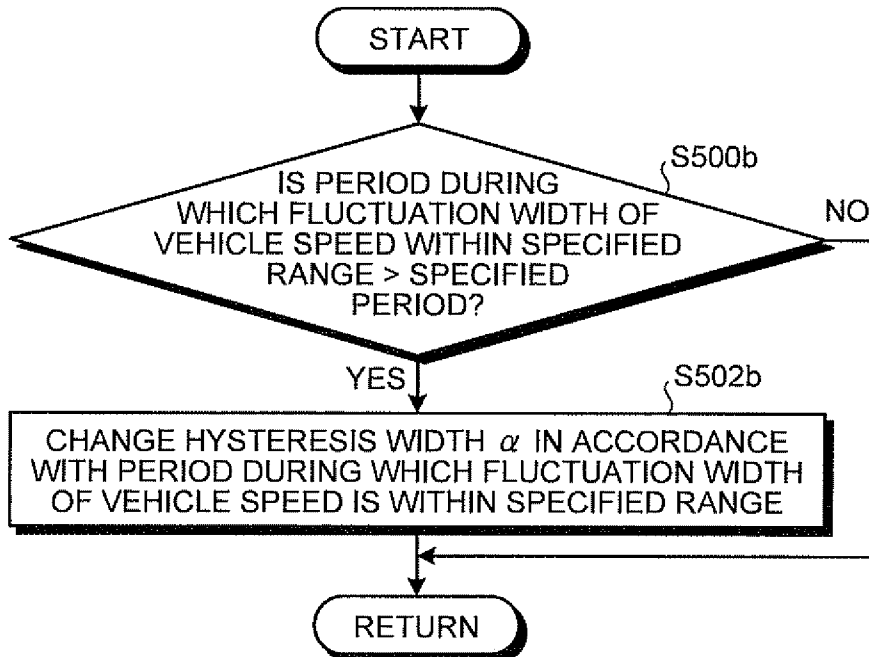 START
S500b
IS PERIOD DURING
WHICH FLUCTUATION WIDTH OF
VEHICLE SPEED WITHIN SPECIFIED
RANGE > SPECIFIED
PERIOD?
NO
YES
S502b
CHANGE HYSTERESIS WIDTH α IN ACCORDANCE
WITH PERIOD DURING WHICH FLUCTUATION WIDTH
OF VEHICLE SPEED IS WITHIN SPECIFIED RANGE
RETURN